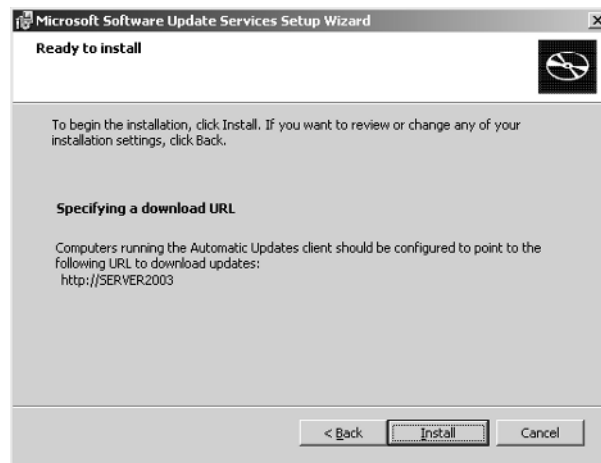 Microsoft Software Update Services Setup Wizard
Ready to install
To begin the installation, click Install. If you want to review or change any of your
installation settings, click Back.
Specifying a download URL
Computers running the Automatic Updates client should be configured to point to the
following URL to download updates:
http://SERVER2003
< Back
Install
Cancel